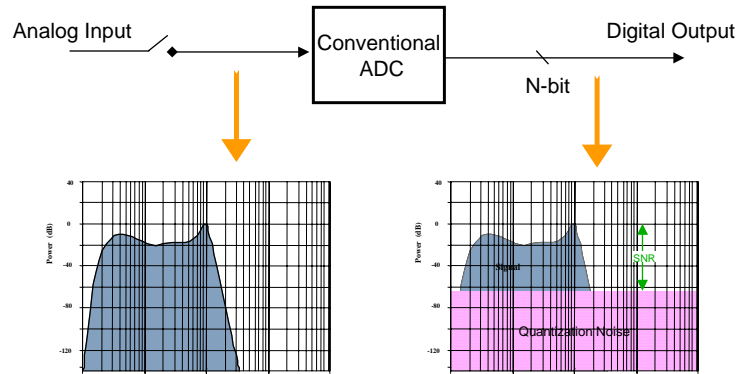 Analog Input
Conventional
ADC
Digital Output
N-bit
40
0
-40
-80
-120
Power (dB)
40
0
-40
-80
-120
Power (dB)
Signal
SNR
Quantization Noise